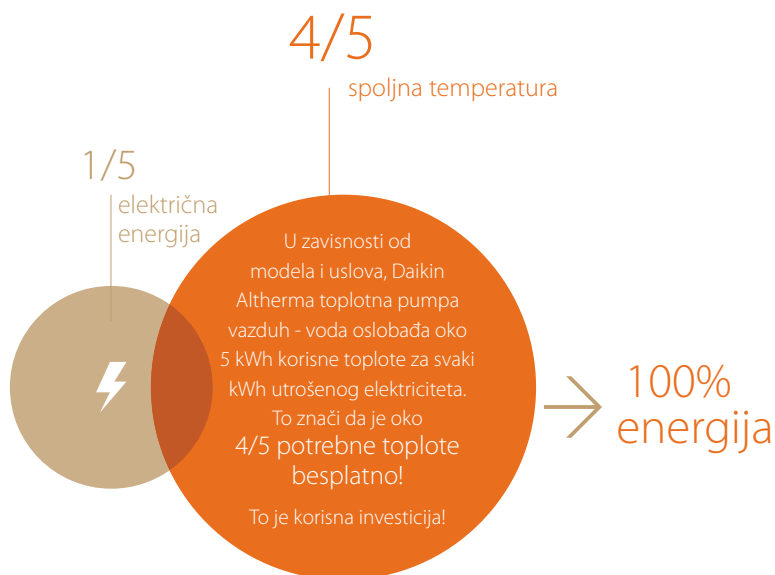 4/5
spoljna temperatura
1/5
električna
energija
U zavisnosti od
modela i uslova, Daikin
Altherma toplotna pumpa
vazduh - voda oslobađa oko
5 kWh korisne toplote za svaki
kWh utrošenog elektriciteta.
To znači da je oko
4/5 potrebne toplote
besplatno!
To je korisna investicija!
100%
energija